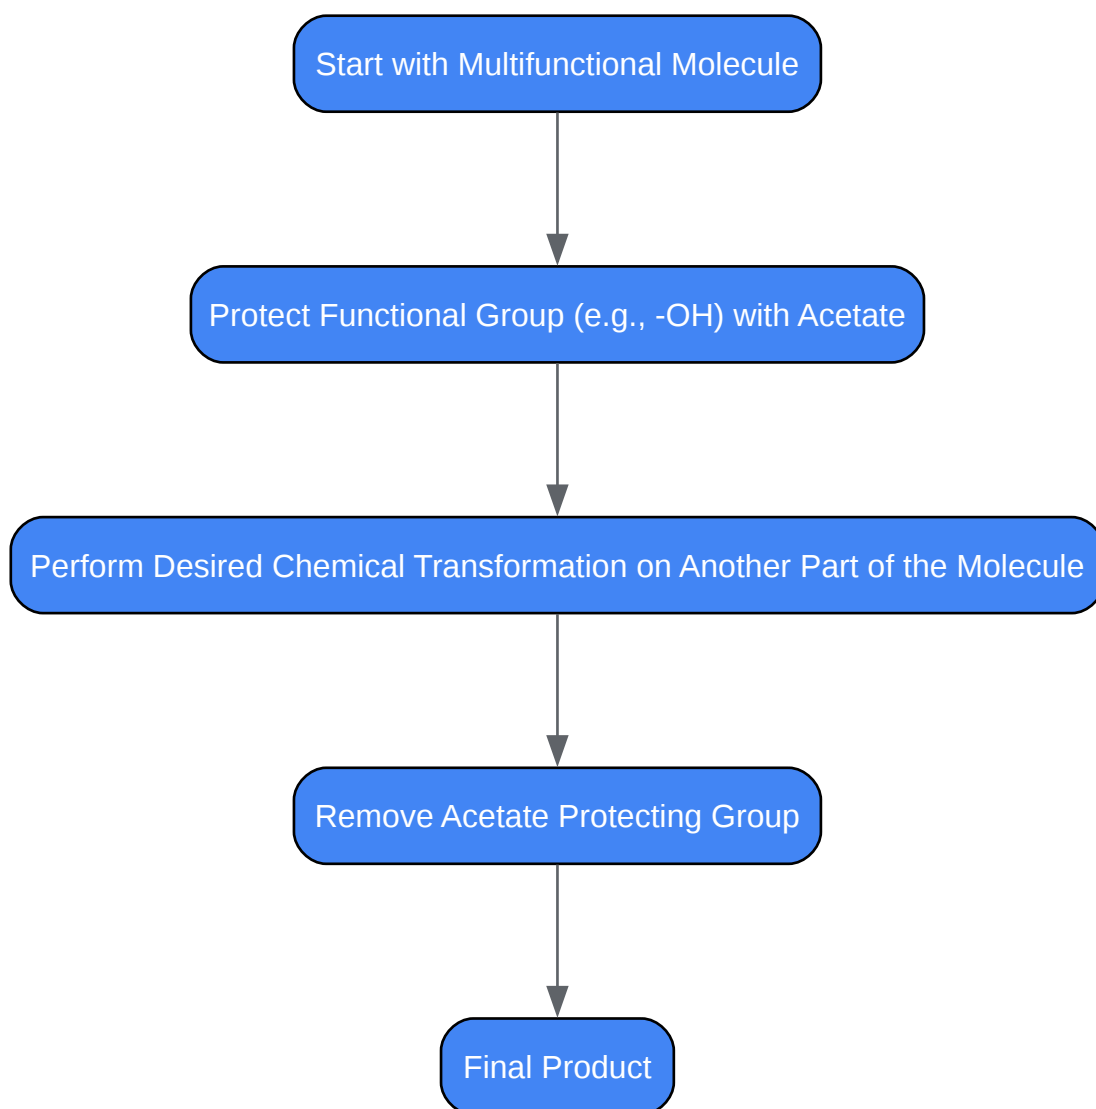 Start with Multifunctional Molecule
Protect Functional Group (e.g., -OH) with Acetate
Perform Desired Chemical Transformation on Another Part of the Molecule
Remove Acetate Protecting Group
Final Product